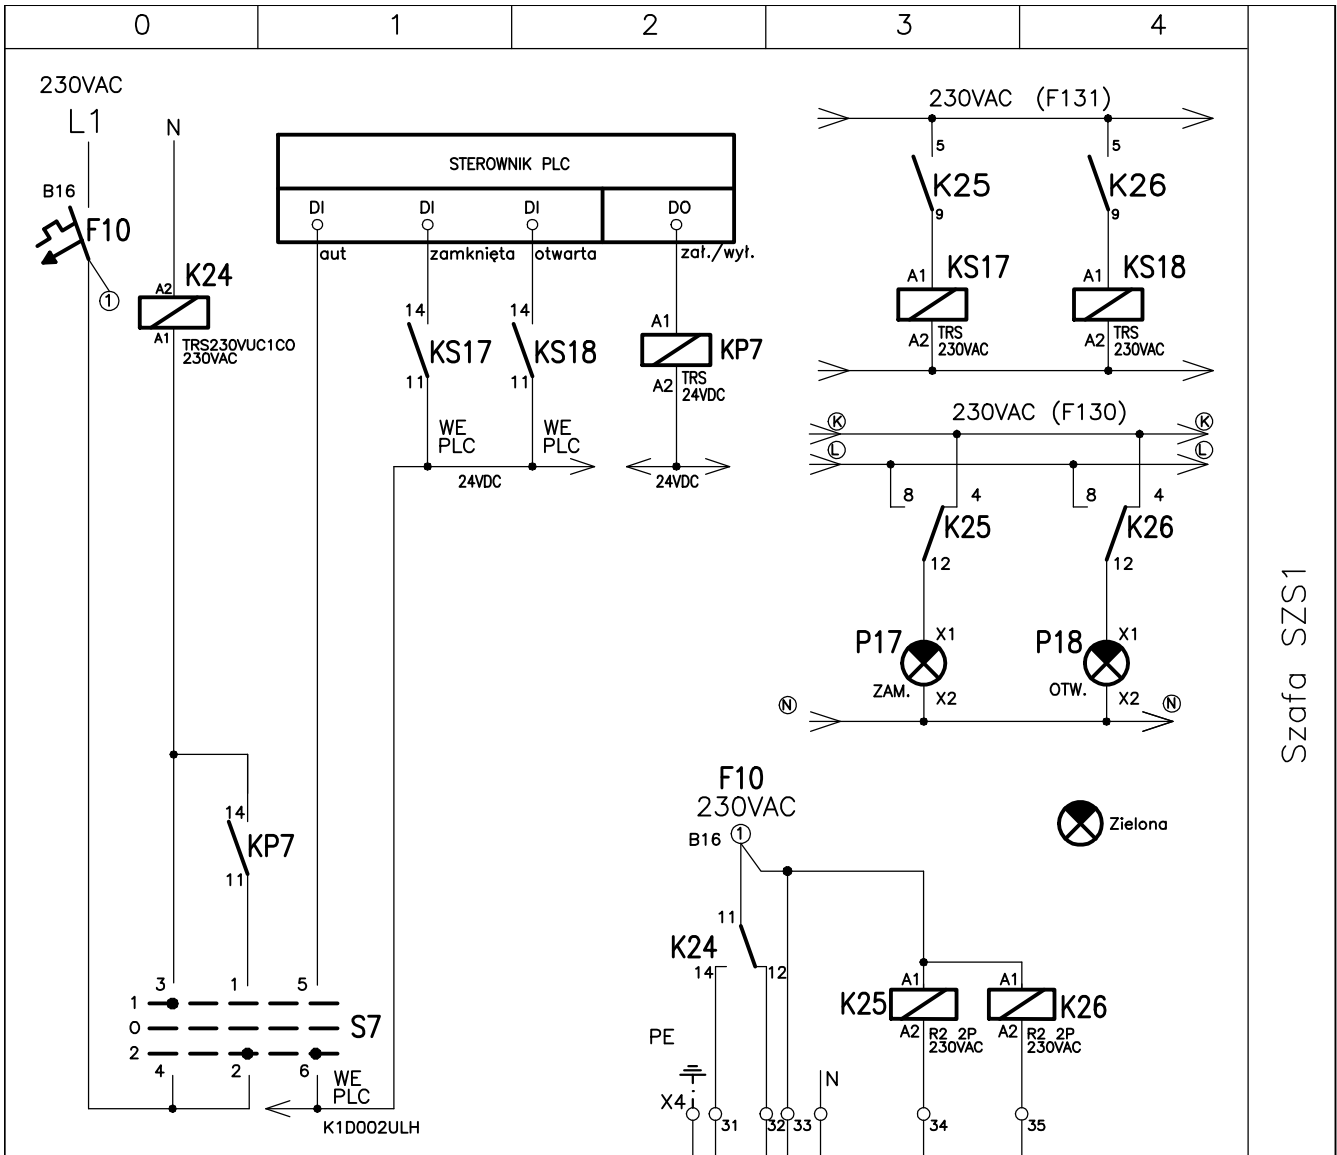 0 1 2 3 4
230VAC
L1
N
B16
F10
1
K24
A2
A1
TRS230VUC1CO
230VAC
STEROWNIK PLC
DI DI DI DO
aut zamknięta otwarta zał./wył.
14
KS17
11
14
KS18
11
A1
KP7
A2
TRS
24VDC
WE
PLC
WE
PLC
24VDC
24VDC
230VAC (F131)
5
K25
9
5
K26
9
A1
KS17
A2
TRS
230VAC
A1
KS18
A2
TRS
230VAC
230VAC (F130)
K K
L L
8 4
K25
12
8 4
K26
12
P17
X1
ZAM.
X2
P18
X1
OTW.
X2
N N
Zielona
14
KP7
11
3 1 5
1
0
2
S7
4 2 6
WE
PLC
K1D002ULH
F10
230VAC
B16
1
11
K24
14 12
A1
K25
A2
R2 2P
230VAC
A1
K26
A2
R2 2P
230VAC
PE
N
X4
31 32 33 34 35
Szafa SZS1